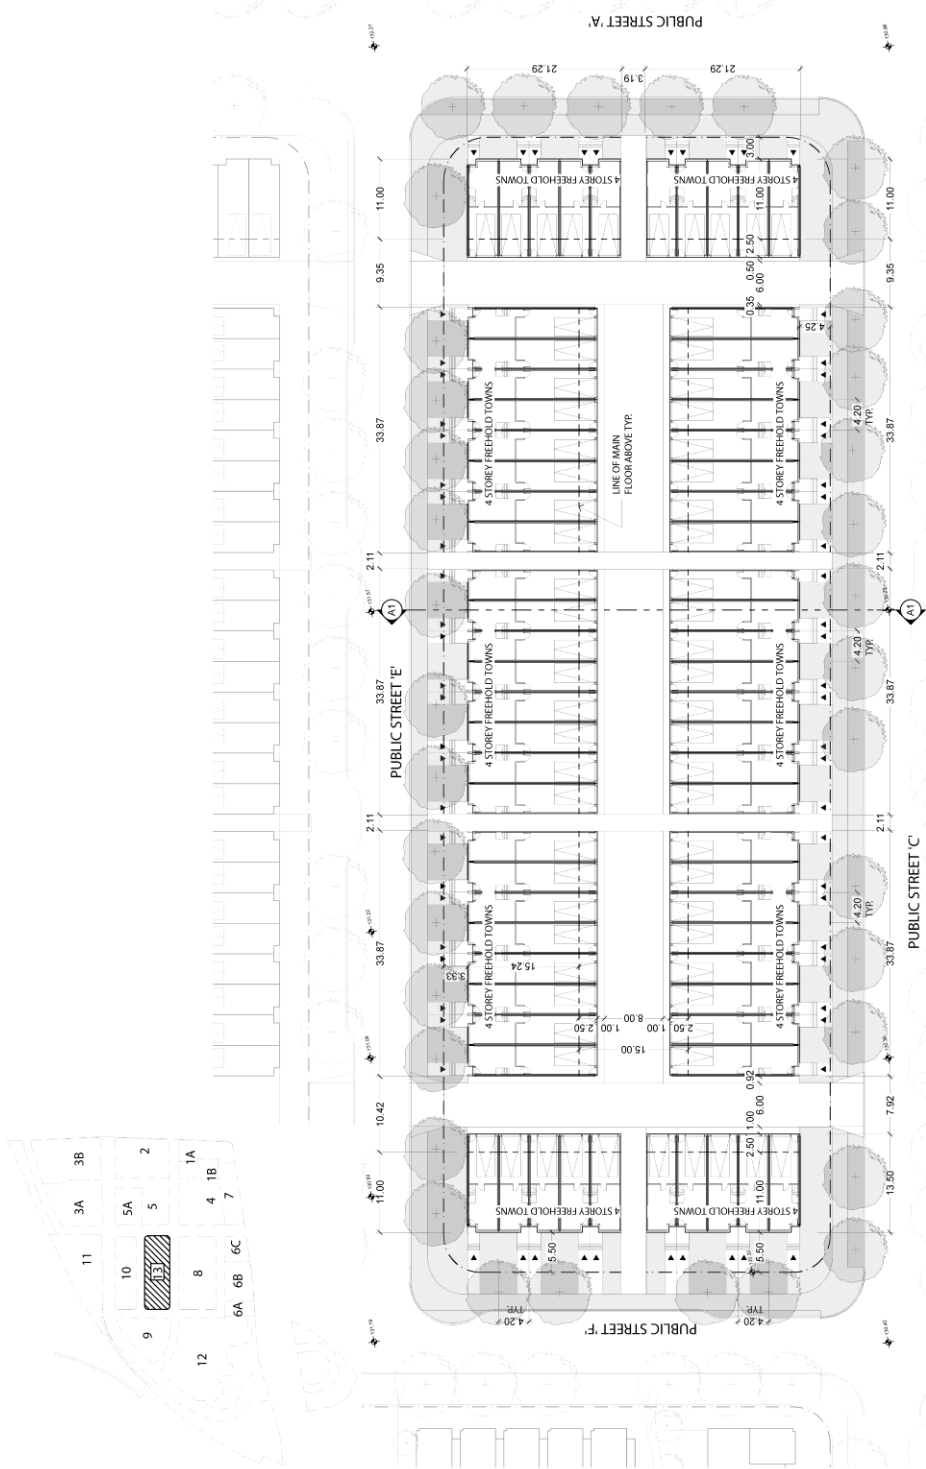 PUBLIC STREET 'A'
21.29
3.19
21.29
3.00
4 STOREY FREEHOLD TOWNS
4 STOREY FREEHOLD TOWNS
11.00
11.00
11.00
2.50
9.35
0.50
6.00
9.35
0.35
4.25
4 STOREY FREEHOLD TOWNS
4 STOREY FREEHOLD TOWNS
4.20
TYP.
33.87
33.87
LINE OF MAIN
FLOOR ABOVE TYP.
2.11
2.11
A1
A1
4.20
TYP.
PUBLIC STREET 'E'
33.87
4 STOREY FREEHOLD TOWNS
4 STOREY FREEHOLD TOWNS
33.87
2.11
2.11
PUBLIC STREET 'C'
4.20
TYP.
33.87
4 STOREY FREEHOLD TOWNS
4 STOREY FREEHOLD TOWNS
33.87
15.24
8.00
2.50
1.00
1.00
2.50
15.00
0.92
10.42
6.00
7.92
1.00
2.50
11.00
11.00
13.50
4 STOREY FREEHOLD TOWNS
4 STOREY FREEHOLD TOWNS
5.50
5.50
TYP.
4.20
TYP.
4.20
PUBLIC STREET 'F'
3B
2
1A
1B
3A
5A
5
4
7
11
10
13
8
6C
6B
6A
9
12